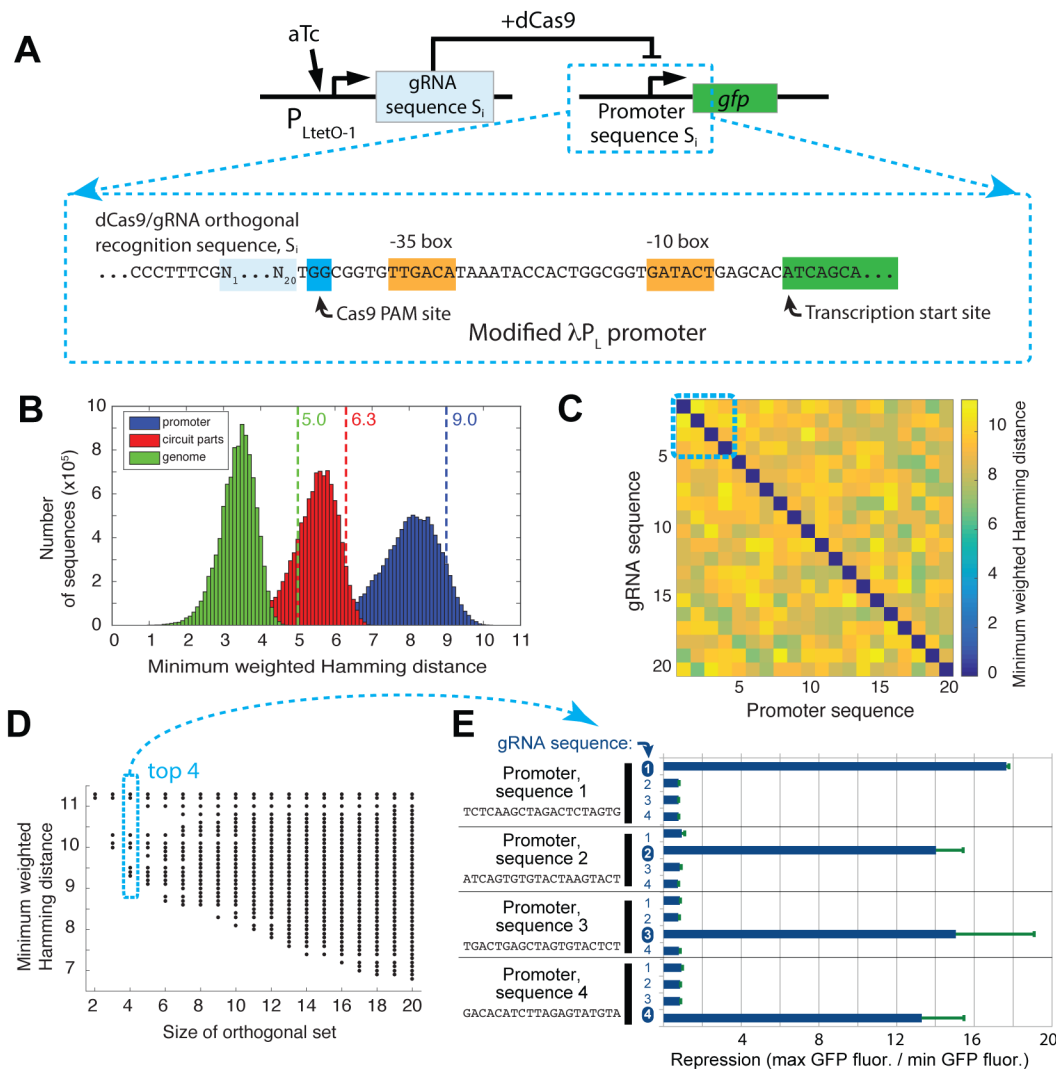 A
+dCas9
aTc
gRNA
sequence Si
PLtetO-1
gfp
Promoter
sequence Si
dCas9/gRNA orthogonal
recognition sequence, Si
-35 box
-10 box
...CCCTTTCGN1...N20TGGCGGTGTTGACATAAATACCACTGGCGGTGATACTGAGCACATCAGCA...
Cas9 PAM site
Transcription start site
Modified λPL promoter
B
promoter
circuit parts
genome
5.0
6.3
9.0
10
8
6
4
2
0
Number
of sequences (x10⁵)
0 1 2 3 4 5 6 7 8 9 10 11
Minimum weighted Hamming distance
C
5
10
15
20
gRNA sequence
5 10 15 20
Promoter sequence
10
8
6
4
2
0
Minimum weighted Hamming distance
D
top 4
11
10
9
8
7
Minimum weighted
Hamming distance
2 4 6 8 10 12 14 16 18 20
Size of orthogonal set
E
gRNA sequence:
Promoter,
sequence 1
TCTCAAGCTAGACTCTAGTG
1
2
3
4
Promoter,
sequence 2
ATCAGTGTGTACTAAGTACT
1
2
3
4
Promoter,
sequence 3
TGACTGAGCTAGTGTACTCT
1
2
3
4
Promoter,
sequence 4
GACACATCTTAGAGTATGTA
1
2
3
4
4 8 12 16 20
Repression (max GFP fluor. / min GFP fluor.)